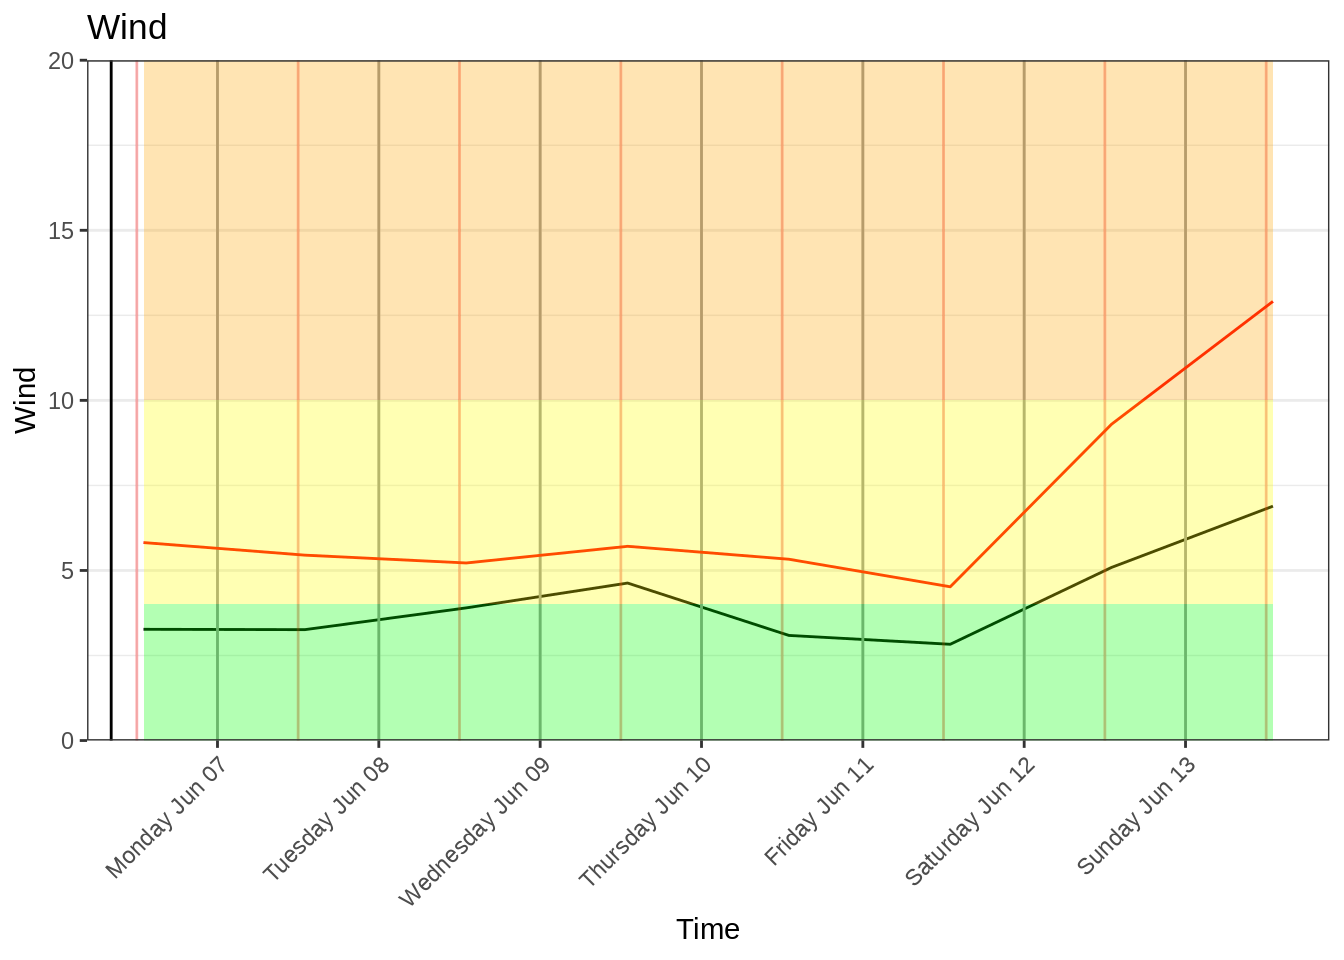 Wind
20
15
10
5
0
Wind
Monday Jun 07
Tuesday Jun 08
Wednesday Jun 09
Thursday Jun 10
Friday Jun 11
Saturday Jun 12
Sunday Jun 13
Time